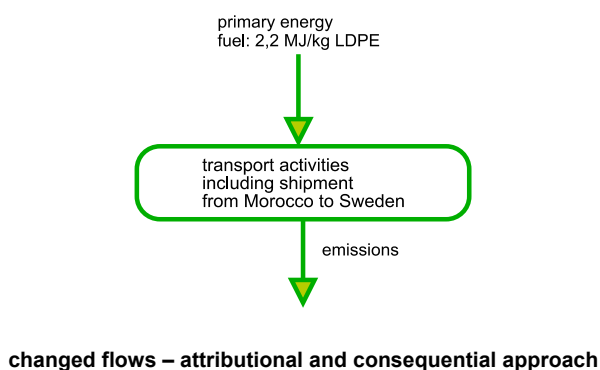 primary energy
fuel: 2,2 MJ/kg LDPE
transport activities
including shipment
from Morocco to Sweden
emissions
changed flows – attributional and consequential approach